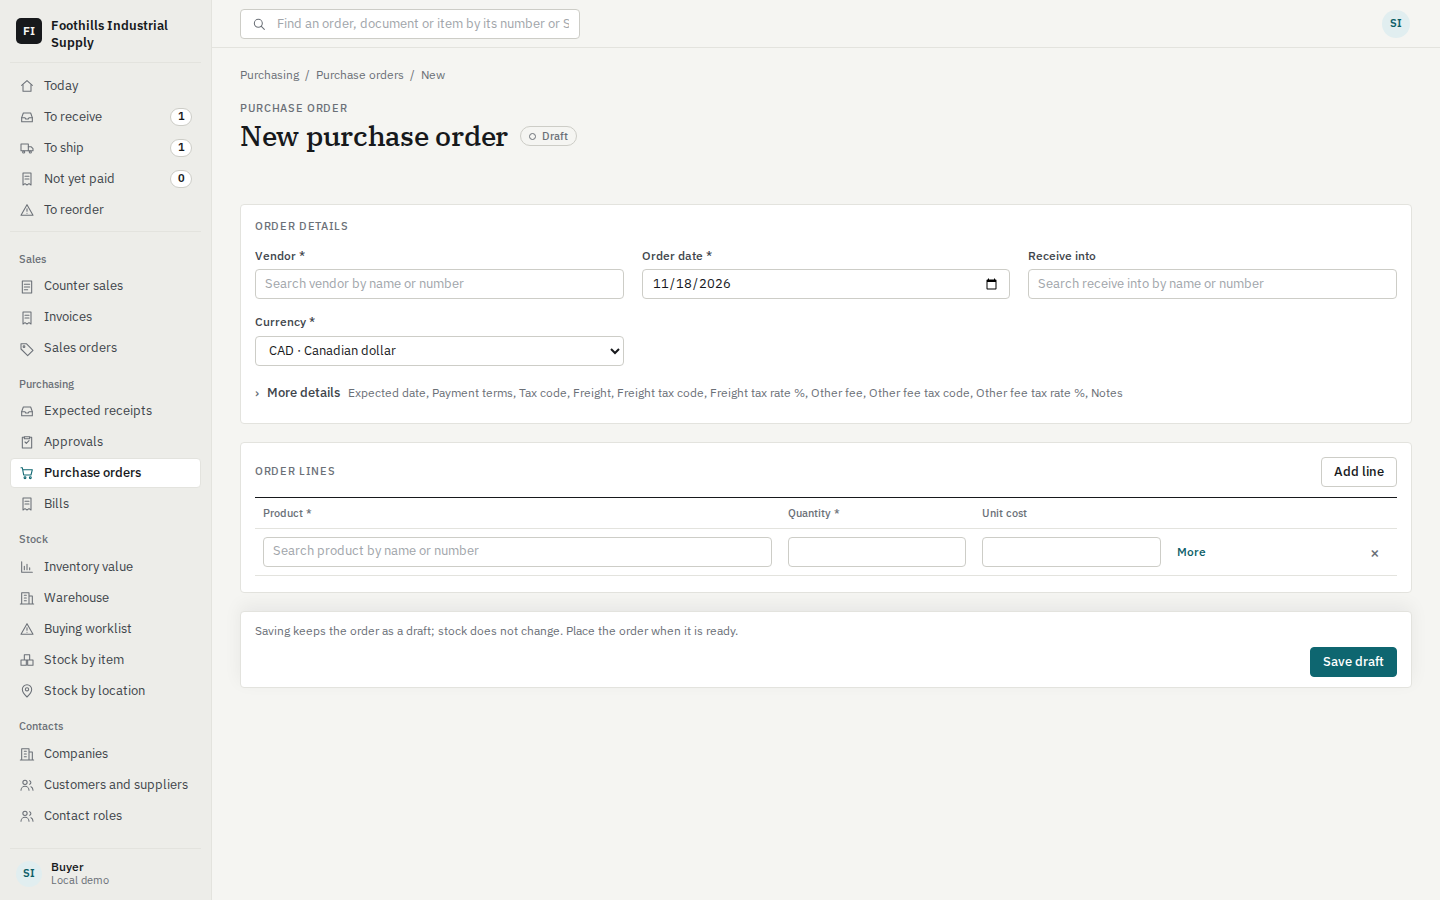 FI
Foothills Industrial
Supply
Find an order, document or item by its number or S
SI
Today
To receive 1
To ship 1
Not yet paid 0
To reorder
Sales
Counter sales
Invoices
Sales orders
Purchasing
Expected receipts
Approvals
Purchase orders
Bills
Stock
Inventory value
Warehouse
Buying worklist
Stock by item
Stock by location
Contacts
Companies
Customers and suppliers
Contact roles
SI
Buyer
Local demo
Purchasing / Purchase orders / New
PURCHASE ORDER
New purchase order Draft
ORDER DETAILS
Vendor * Order date * Receive into
Search vendor by name or number 11/18/2026 Search receive into by name or number
Currency *
CAD · Canadian dollar
› More details Expected date, Payment terms, Tax code, Freight, Freight tax code, Freight tax rate %, Other fee, Other fee tax code, Other fee tax rate %, Notes
ORDER LINES Add line
Product * Quantity * Unit cost
Search product by name or number More ×
Saving keeps the order as a draft; stock does not change. Place the order when it is ready.
Save draft